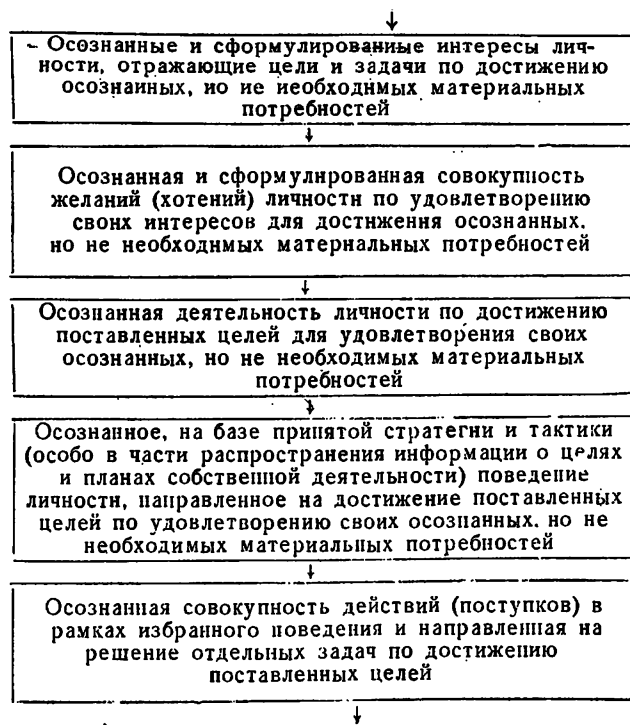 Осознанные и сформулированные интересы лич-
ности, отражающие цели и задачи по достижению
осознанных, но не необходимых материальных
потребностей
Осознанная и сформулированная совокупность
желаний (хотений) личности по удовлетворению
своих интересов для достижения осознанных.
но не необходимых материальных потребностей
Осознанная деятельность личности по достижению
поставленных целей для удовлетворения своих
осознанных, но не необходимых материальных
потребностей
Осознанное, на базе принятой стратегии и тактики
(особо в части распространения информации о целях
и планах собственной деятельности) поведение
личности, направленное на достижение поставленных
целей по удовлетворению своих осознанных. но не
необходимых материальных потребностей
Осознанная совокупность действий (поступков) в
рамках избранного поведения и направленная на
решение отдельных задач по достижению
поставленных целей